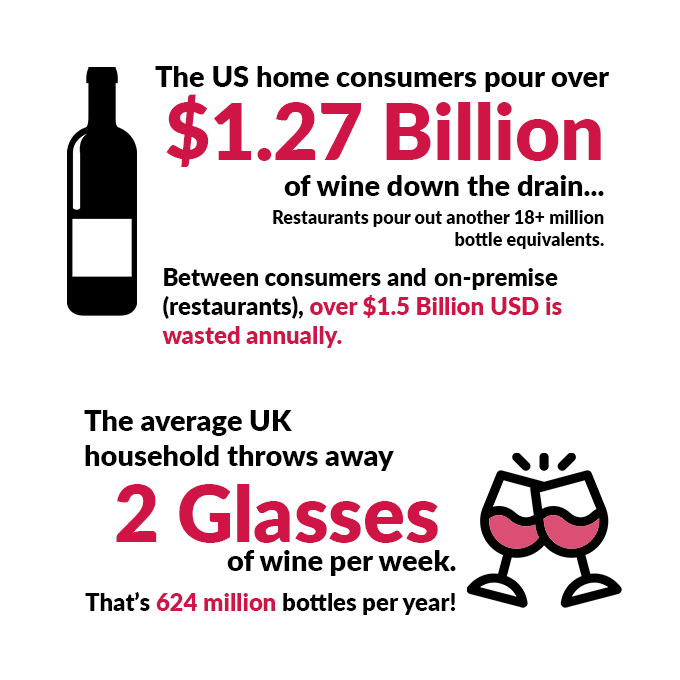 The US home consumers pour over
$1.27 Billion
of wine down the drain...
Restaurants pour out another 18+ million
bottle equivalents.
Between consumers and on-premise
(restaurants), over $1.5 Billion USD is
wasted annually.
The average UK
household throws away
2 Glasses
of wine per week.
That’s 624 million bottles per year!